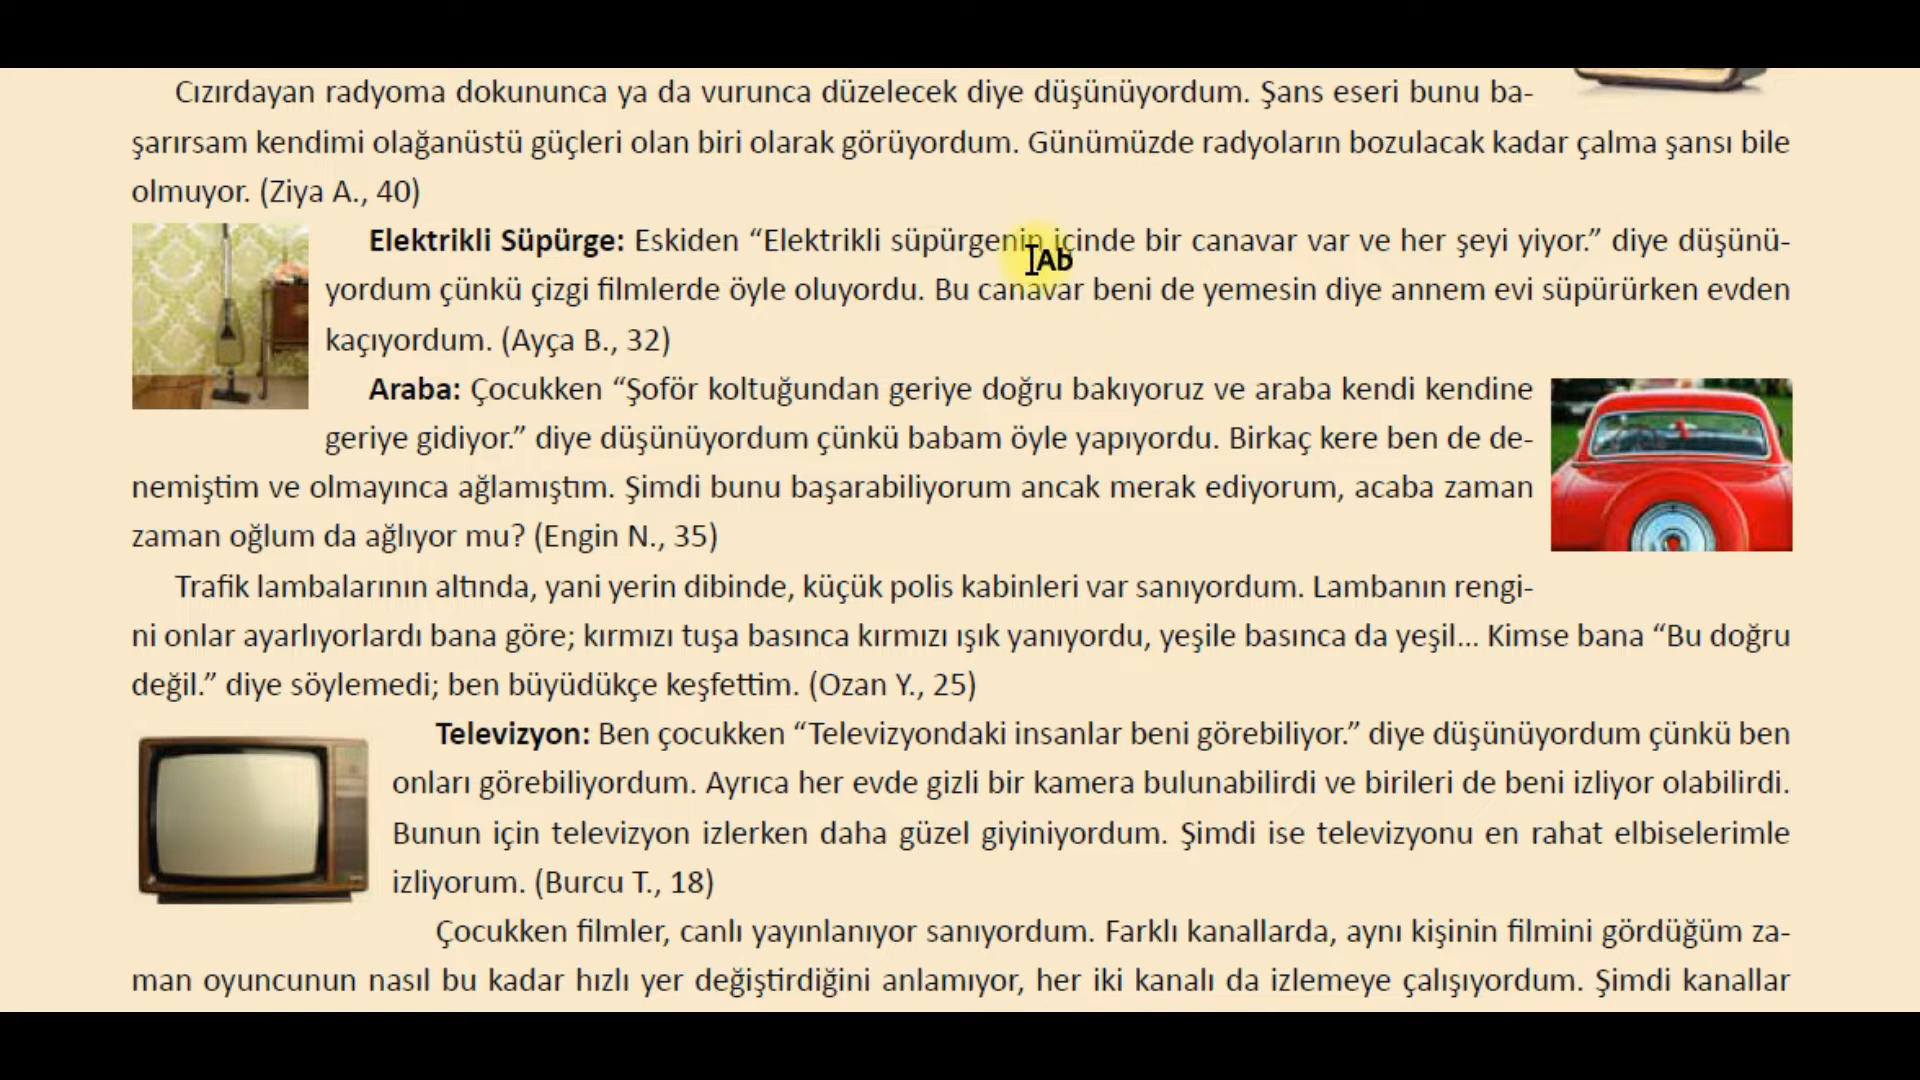 Cızırdayan radyoma dokununca ya da vurunca düzelecek diye düşünüyordum. Şans eseri bunu ba-
şarırsam kendimi olağanüstü güçleri olan biri olarak görüyordum. Günümüzde radyoların bozulacak kadar çalma şansı bile
olmuyor. (Ziya A., 40)
Elektrikli Süpürge: Eskiden “Elektrikli süpürgenin içinde bir canavar var ve her şeyi yiyor.” diye düşünü-
Ab
yordum çünkü çizgi filmlerde öyle oluyordu. Bu canavar beni de yemesin diye annem evi süpürürken evden
kaçıyordum. (Ayça B., 32)
Araba: Çocukken “Şoför koltuğundan geriye doğru bakıyoruz ve araba kendi kendine
geriye gidiyor.” diye düşünüyordum çünkü babam öyle yapıyordu. Birkaç kere ben de de-
nemiştim ve olmayınca ağlamıştım. Şimdi bunu başarabiliyorum ancak merak ediyorum, acaba zaman
zaman oğlum da ağlıyor mu? (Engin N., 35)
Trafik lambalarının altında, yani yerin dibinde, küçük polis kabinleri var sanıyordum. Lambanın rengi-
ni onlar ayarlıyorlardı bana göre; kırmızı tuşa basınca kırmızı ışık yanıyordu, yeşile basınca da yeşil... Kimse bana “Bu doğru
değil.” diye söylemedi; ben büyüdükçe keşfettim. (Ozan Y., 25)
Televizyon: Ben çocukken “Televizyondaki insanlar beni görebiliyor.” diye düşünüyordum çünkü ben
onları görebiliyordum. Ayrıca her evde gizli bir kamera bulunabilirdi ve birileri de beni izliyor olabilirdi.
Bunun için televizyon izlerken daha güzel giyiniyordum. Şimdi ise televizyonu en rahat elbiselerimle
izliyorum. (Burcu T., 18)
Çocukken filmler, canlı yayınlanıyor sanıyordum. Farklı kanallarda, aynı kişinin filmini gördüğüm za-
man oyuncunun nasıl bu kadar hızlı yer değiştirdiğini anlamıyor, her iki kanalı da izlemeye çalışıyordum. Şimdi kanallar